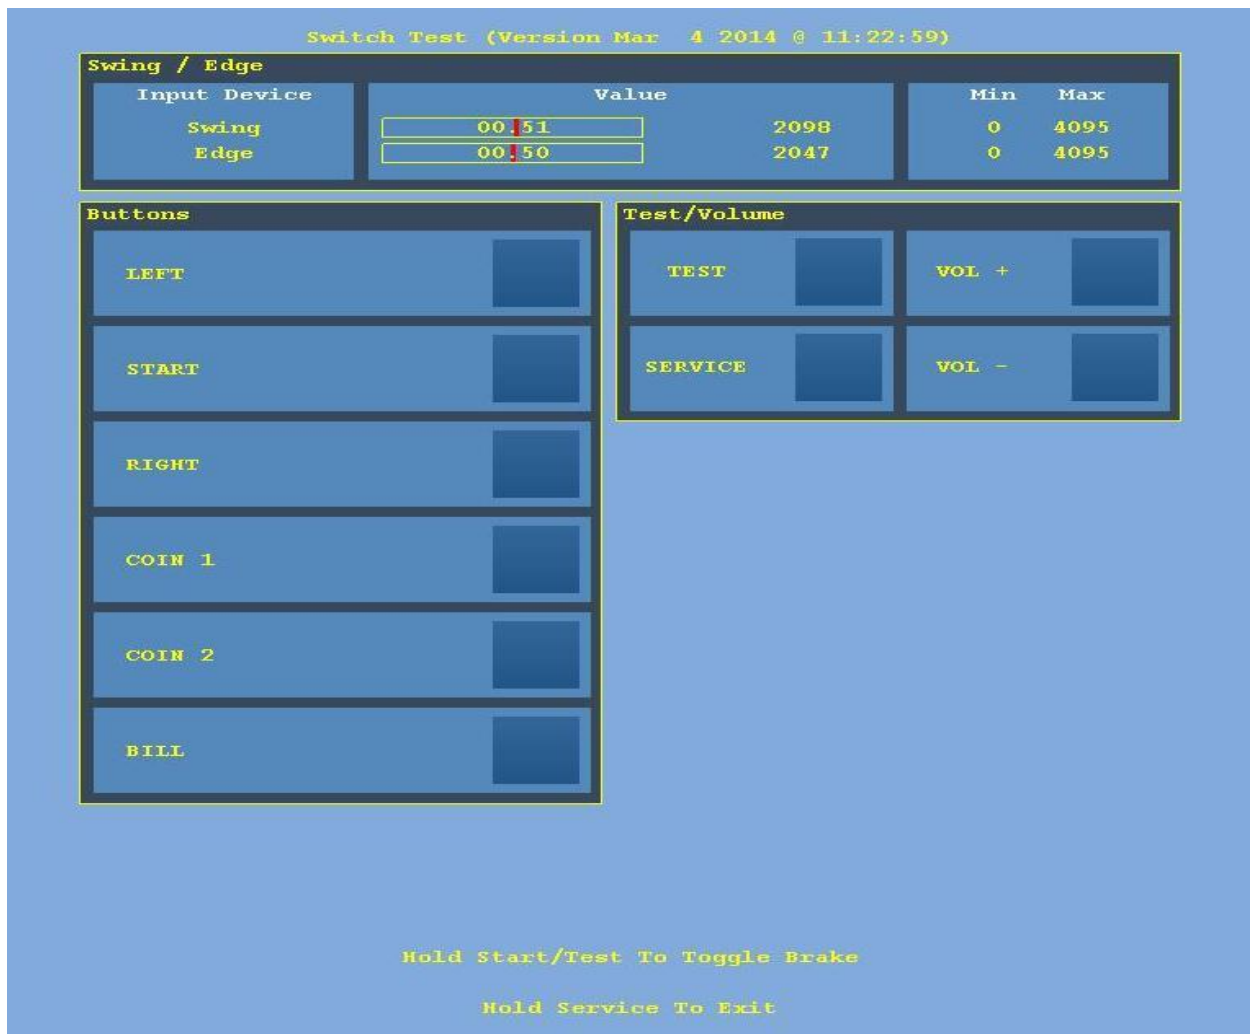 Switch Test (Version Mar  4 2014 @ 11:22:59)
Swing / Edge
Input Device Value Min Max
Swing 00.51 2098 0 4095
Edge 00.50 2047 0 4095
Buttons
LEFT
START
RIGHT
COIN 1
COIN 2
BILL
Test/Volume
TEST VOL +
SERVICE VOL -
Hold Start/Test To Toggle Brake
Hold Service To Exit